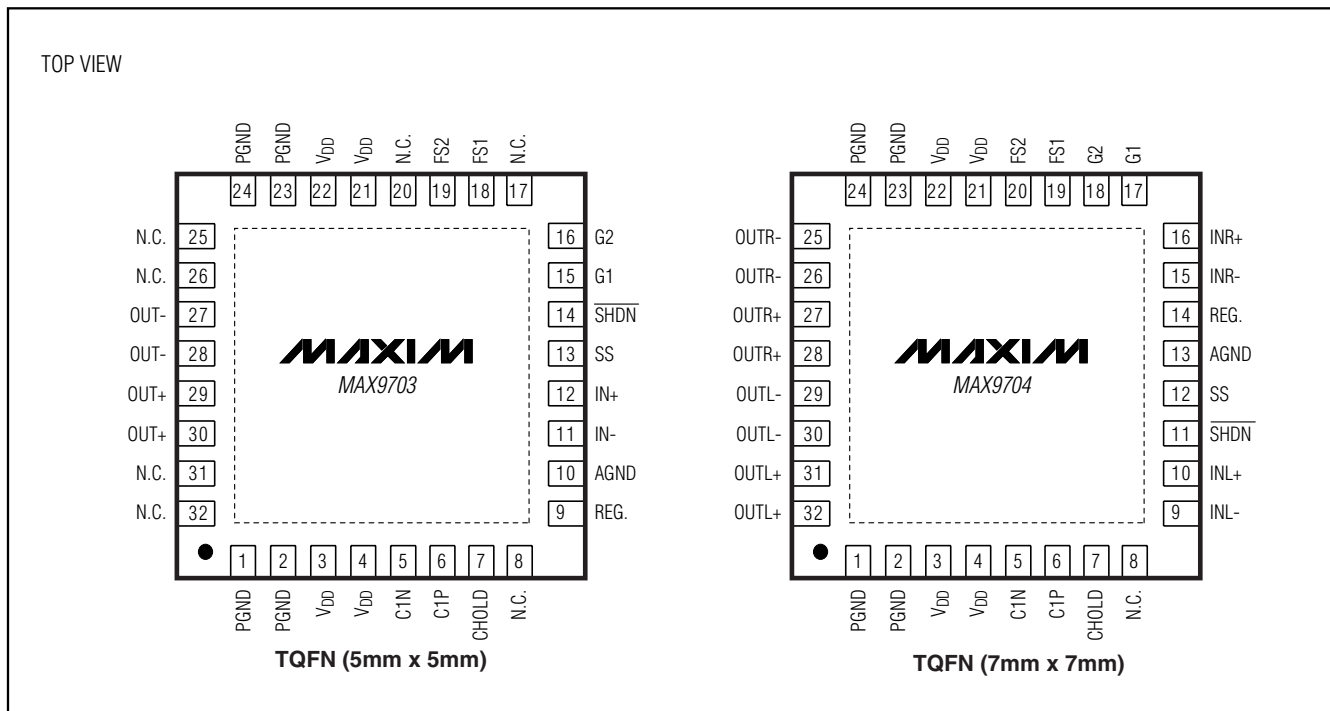 TOP VIEW
PGND PGND VDD VDD N.C. FS2 FS1 N.C.
24 23 22 21 20 19 18 17
N.C. 25
N.C. 26
OUT- 27
OUT- 28
OUT+ 29
OUT+ 30
N.C. 31
N.C. 32
MAXIM
MAX9703
16 G2
15 G1
14 SHDN
13 SS
12 IN+
11 IN-
10 AGND
9 REG.
1 2 3 4 5 6 7 8
PGND PGND VDD VDD C1N C1P CHOLD N.C.
TQFN (5mm x 5mm)
PGND PGND VDD VDD FS2 FS1 G2 G1
24 23 22 21 20 19 18 17
OUTR- 25
OUTR- 26
OUTR+ 27
OUTR+ 28
OUTL- 29
OUTL- 30
OUTL+ 31
OUTL+ 32
MAXIM
MAX9704
16 INR+
15 INR-
14 REG.
13 AGND
12 SS
11 SHDN
10 INL+
9 INL-
1 2 3 4 5 6 7 8
PGND PGND VDD VDD C1N C1P CHOLD N.C.
TQFN (7mm x 7mm)